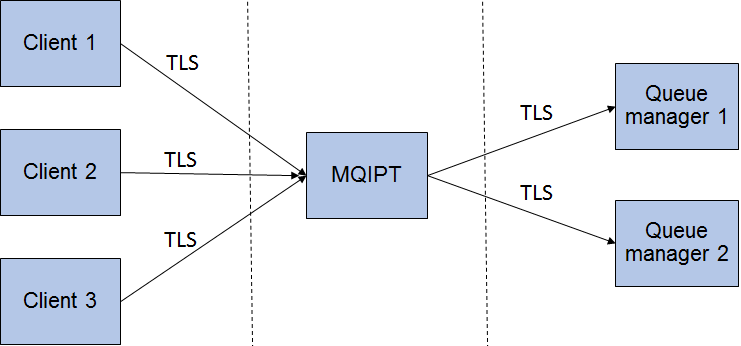 Client 1
TLS
Client 2
TLS
Client 3
TLS
MQIPT
TLS
Queue
manager 1
TLS
Queue
manager 2